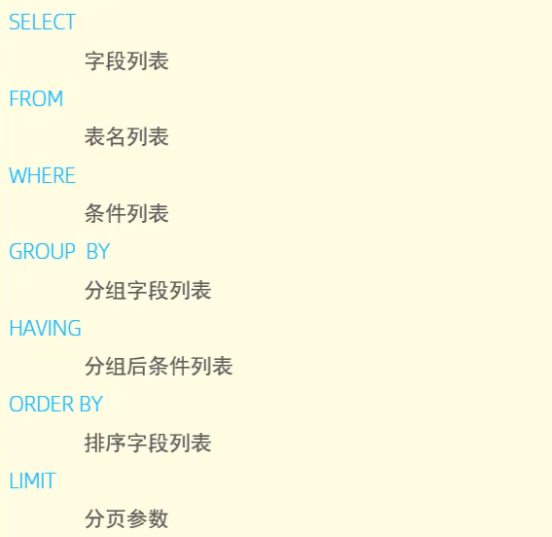 SELECT
字段列表
FROM
表名列表
WHERE
条件列表
GROUP BY
分组字段列表
HAVING
分组后条件列表
ORDER BY
排序字段列表
LIMIT
分页参数